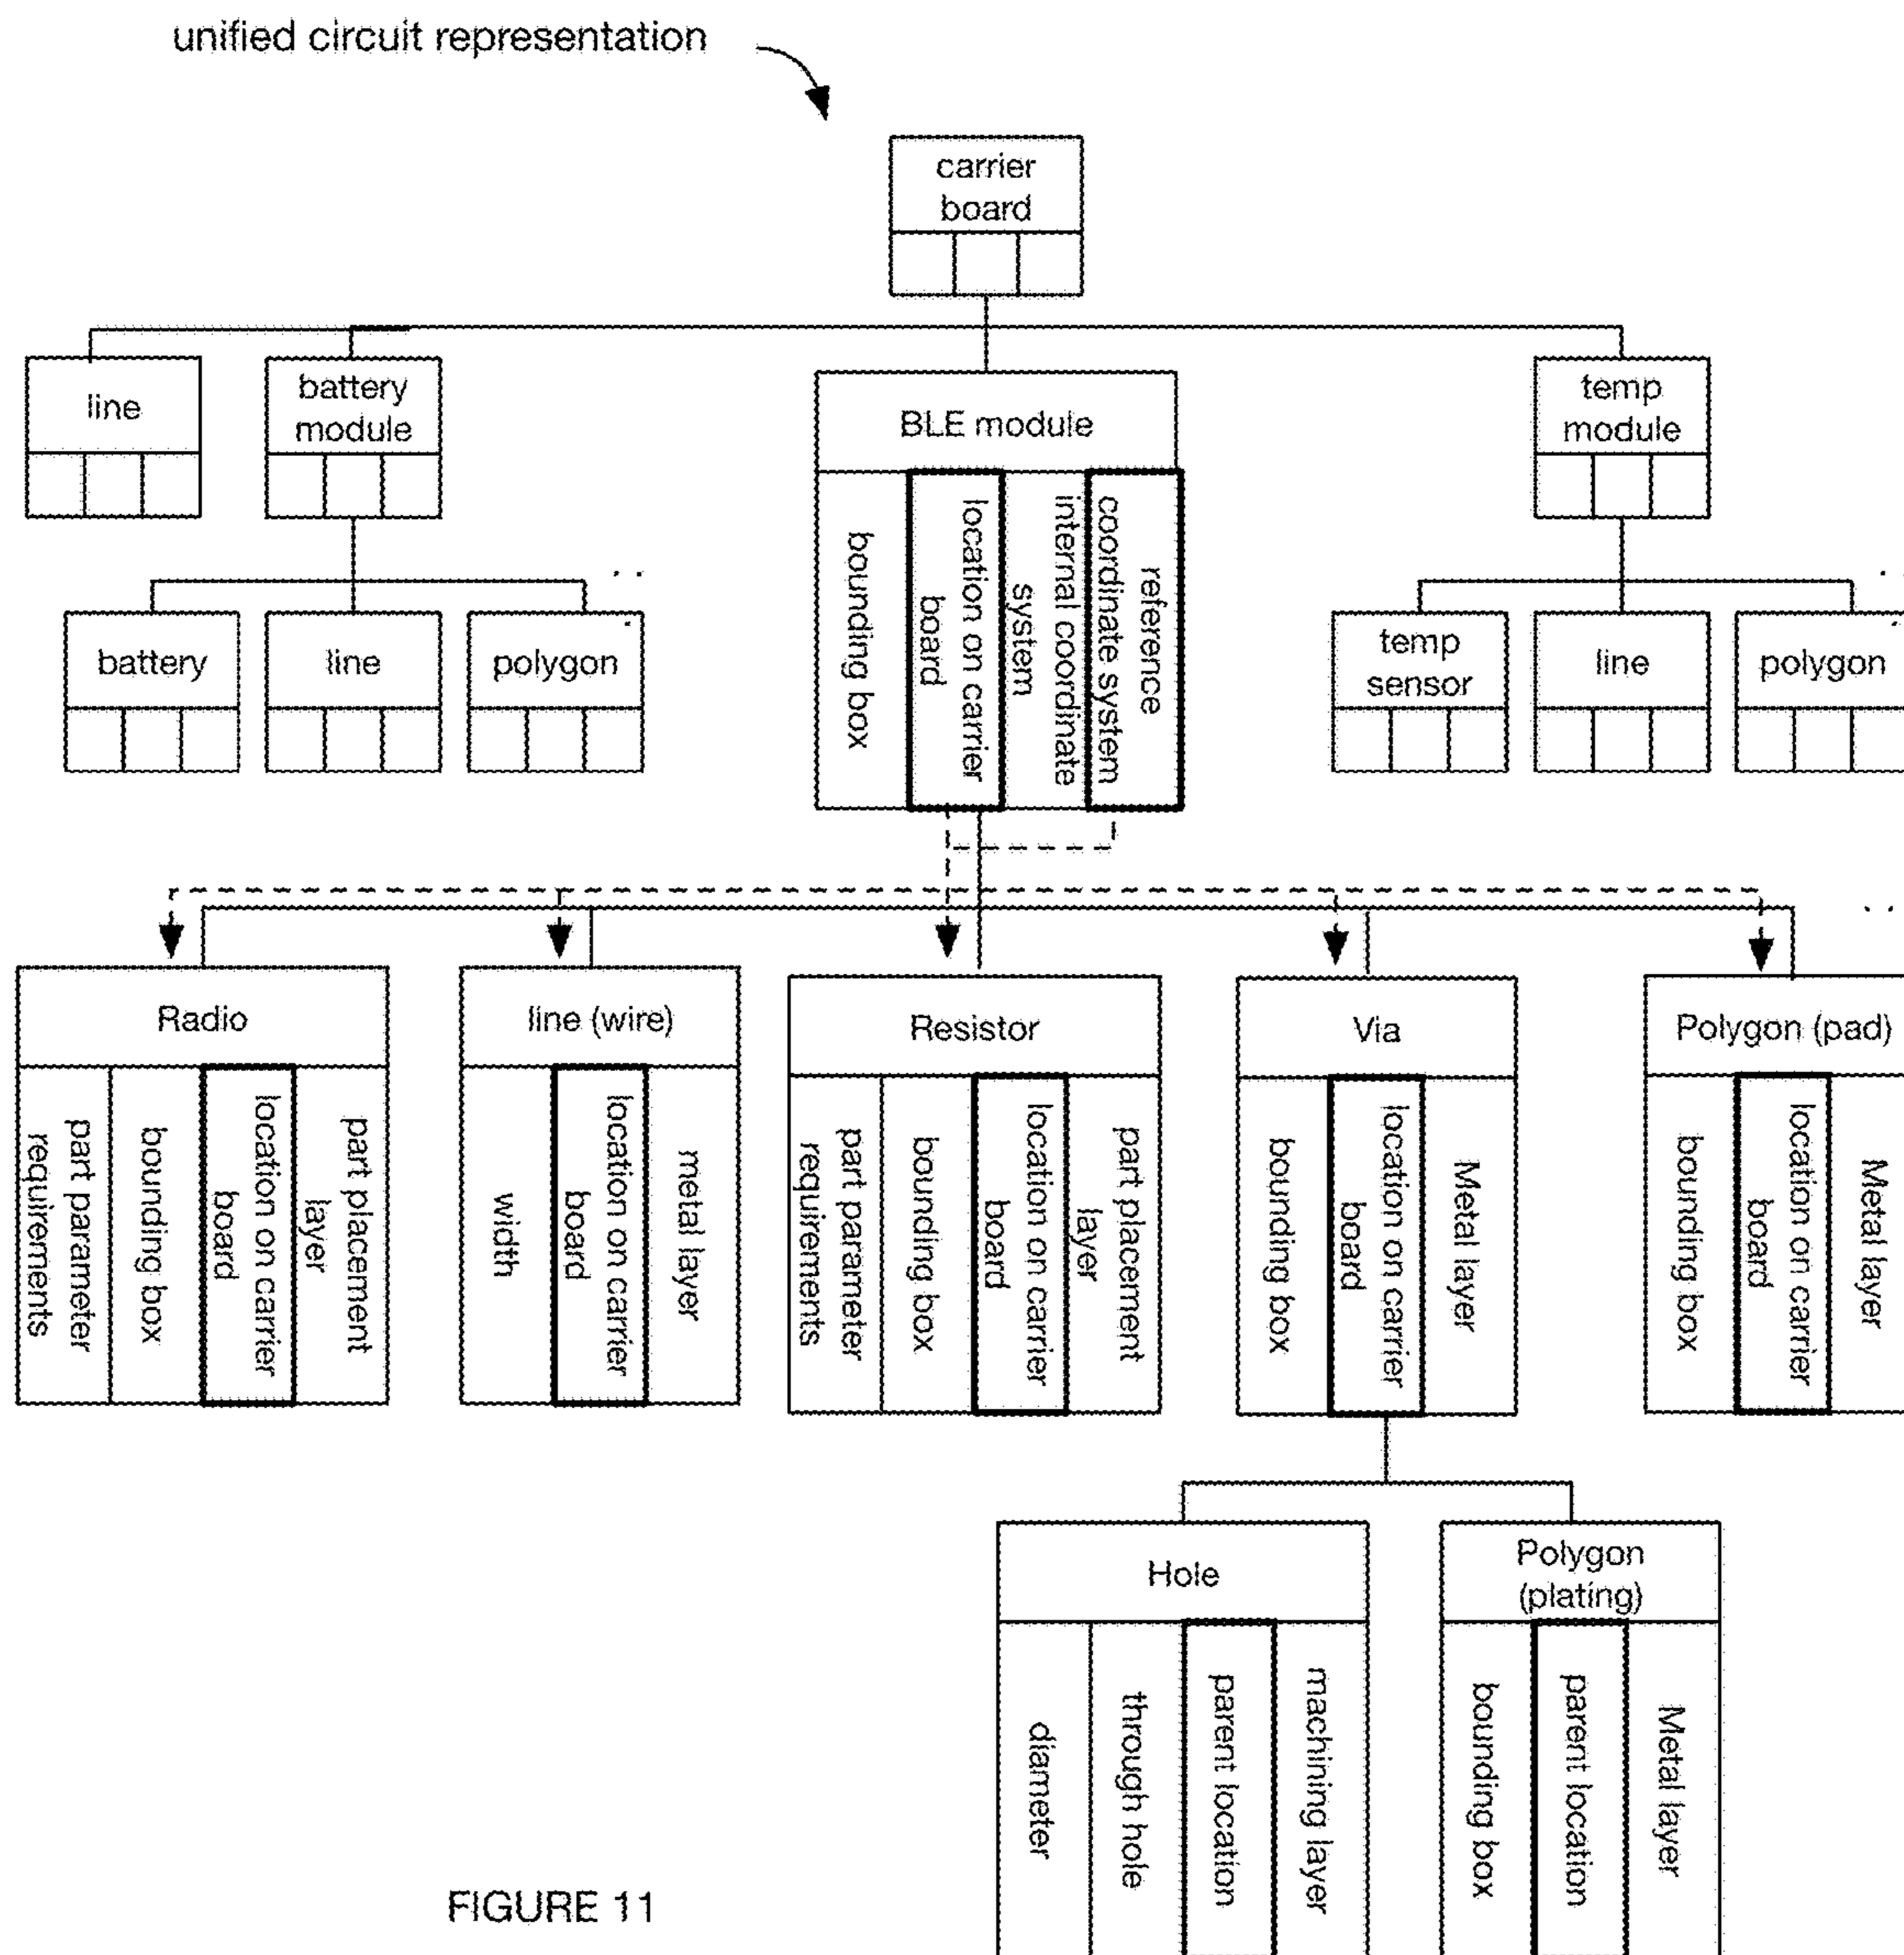 unified circuit representation
carrier
board
line
battery
module
BLE module
temp
module
bounding box
location on carrier
board
internal coordinate
system
reference
coordinate system
battery
line
polygon
temp
sensor
line
polygon
Radio
line (wire)
Resistor
Via
Polygon (pad)
part parameter
requirements
bounding box
location on carrier
board
part placement
layer
width
location on carrier
board
metal layer
part parameter
requirements
bounding box
location on carrier
board
part placement
layer
bounding box
location on carrier
board
Metal layer
bounding box
location on carrier
board
Metal layer
Hole
Polygon
(plating)
diameter
through hole
parent location
machining layer
bounding box
parent location
Metal layer
FIGURE 11